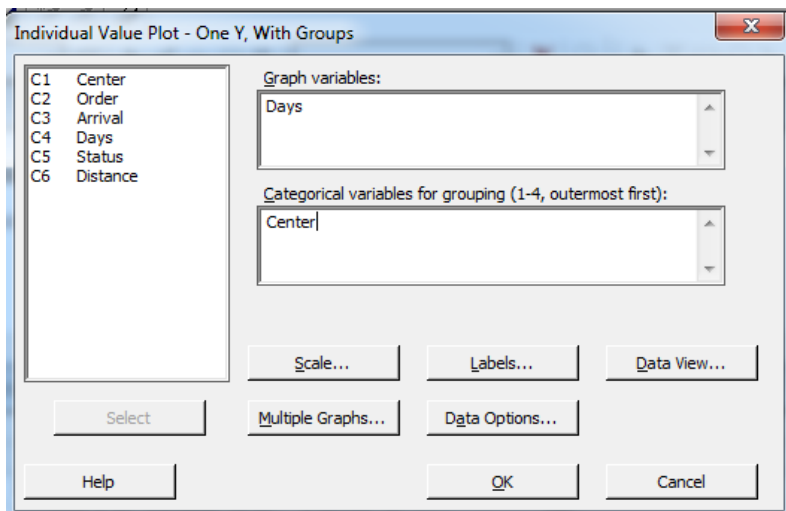 Individual Value Plot - One Y, With Groups
C1 Center
C2 Order
C3 Arrival
C4 Days
C5 Status
C6 Distance
Graph variables:
Days
Categorical variables for grouping (1-4, outermost first):
Center
Scale...
Labels...
Data View...
Select
Multiple Graphs...
Data Options...
Help
OK
Cancel